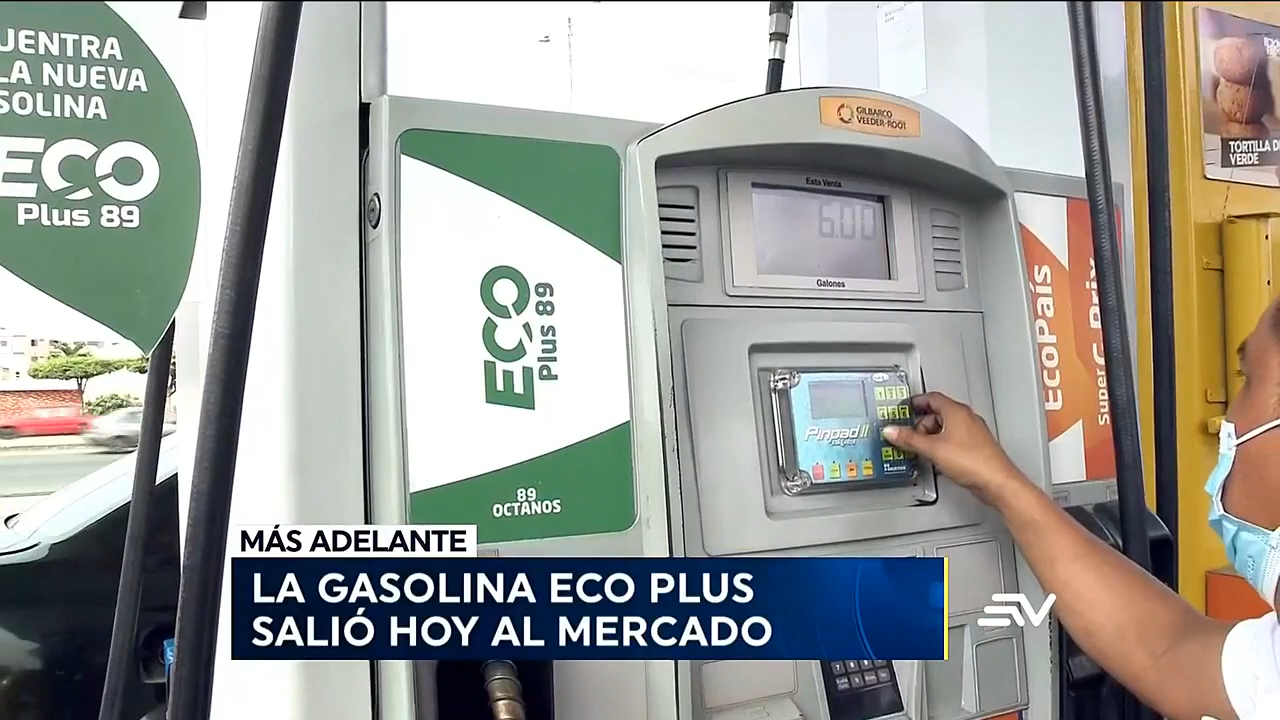 UENTRA
LA NUEVA
SOLINA
ECO
Plus 89
ECO
Plus 89
89
OCTANOS
GILBARCO
VEEDER-ROOT
Esta Venta
6.00
Galones
Pinpad II
EcoPaís
super
TORTILLA D
VERDE
MÁS ADELANTE
LA GASOLINA ECO PLUS
SALIÓ HOY AL MERCADO